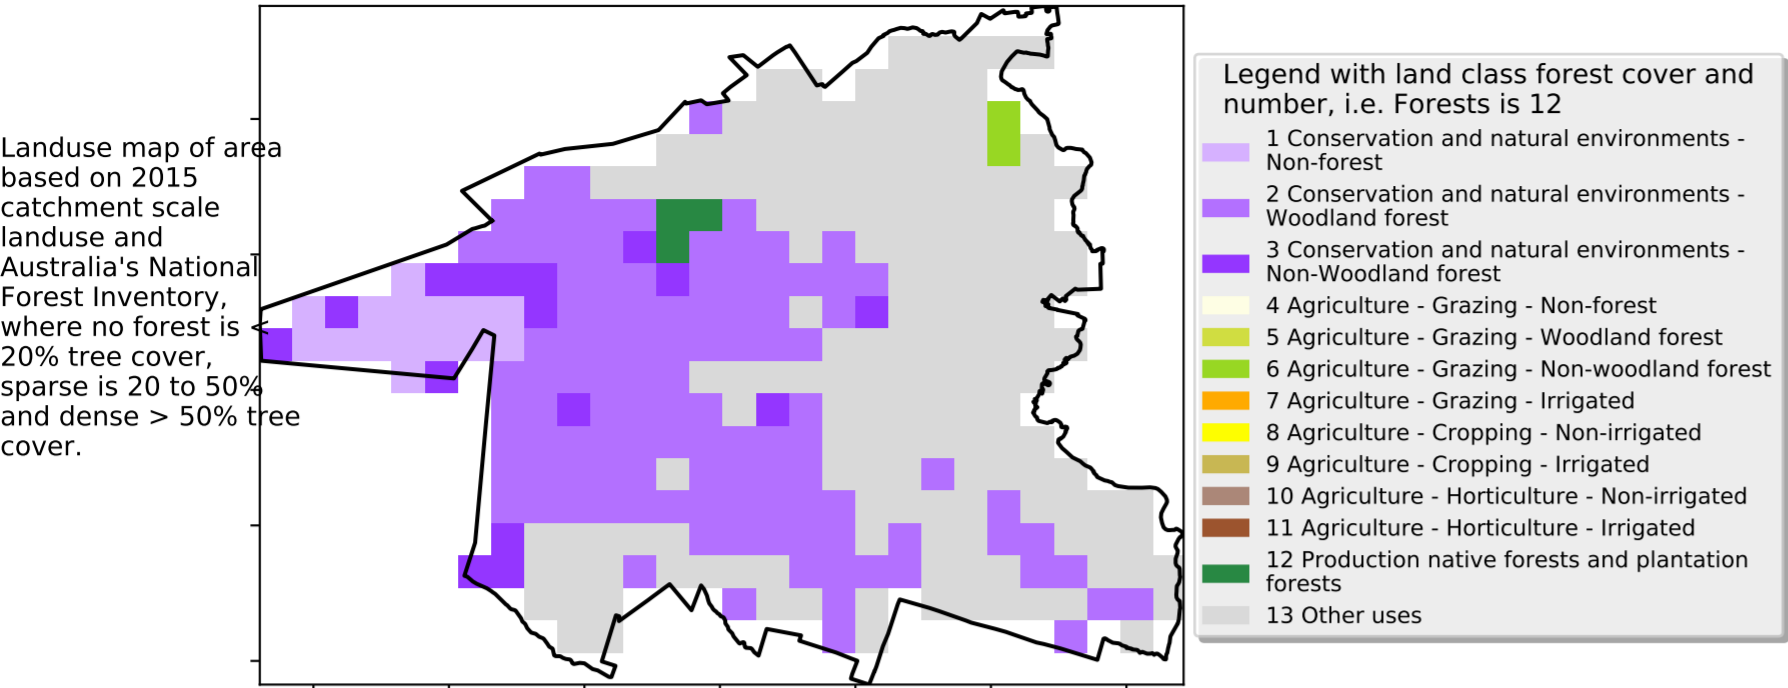 Landuse map of area
based on 2015
catchment scale
landuse and
Australia's National
Forest Inventory,
where no forest is <
20% tree cover,
sparse is 20 to 50%
and dense > 50% tree
cover.
Legend with land class forest cover and
number, i.e. Forests is 12
1 Conservation and natural environments -
Non-forest
2 Conservation and natural environments -
Woodland forest
3 Conservation and natural environments -
Non-Woodland forest
4 Agriculture - Grazing - Non-forest
5 Agriculture - Grazing - Woodland forest
6 Agriculture - Grazing - Non-woodland forest
7 Agriculture - Grazing - Irrigated
8 Agriculture - Cropping - Non-irrigated
9 Agriculture - Cropping - Irrigated
10 Agriculture - Horticulture - Non-irrigated
11 Agriculture - Horticulture - Irrigated
12 Production native forests and plantation
forests
13 Other uses